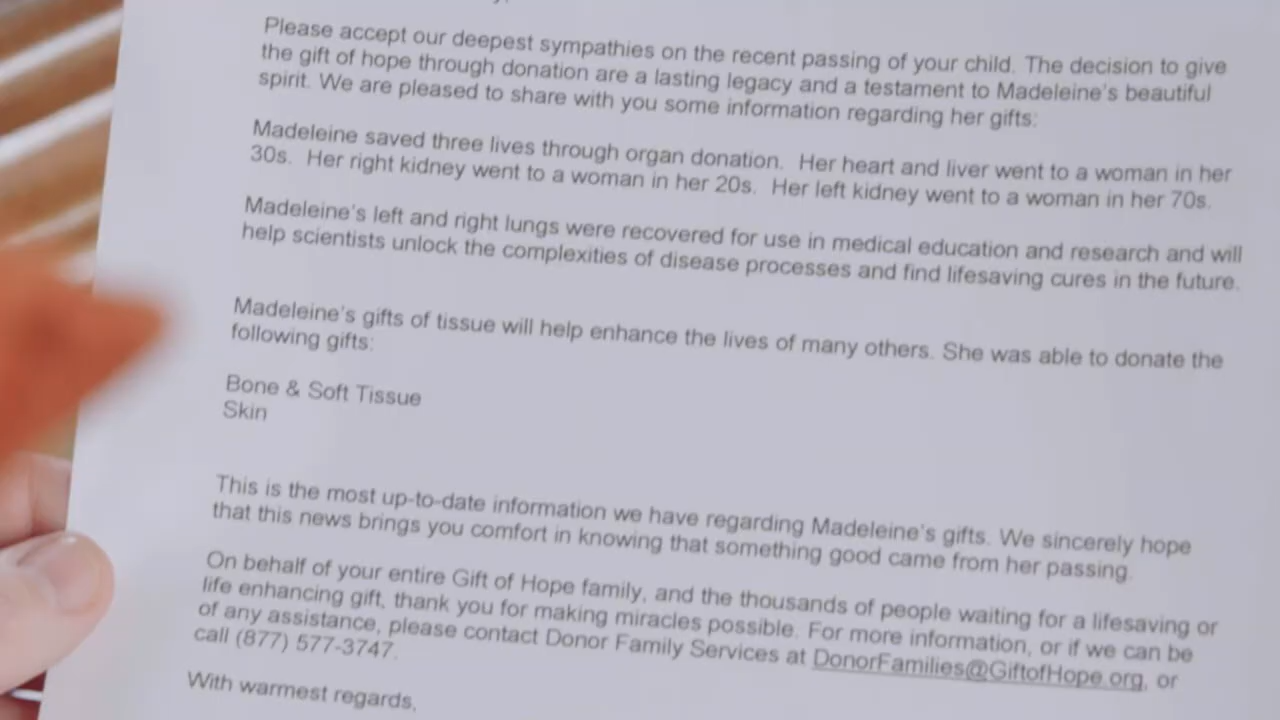 Please accept our deepest sympathies on the recent passing of your child. The decision to give
the gift of hope through donation are a lasting legacy and a testament to Madeleine's beautiful
spirit. We are pleased to share with you some information regarding her gifts:
Madeleine saved three lives through organ donation. Her heart and liver went to a woman in her
30s. Her right kidney went to a woman in her 20s. Her left kidney went to a woman in her 70s.
Madeleine's left and right lungs were recovered for use in medical education and research and will
help scientists unlock the complexities of disease processes and find lifesaving cures in the future.
Madeleine's gifts of tissue will help enhance the lives of many others. She was able to donate the
following gifts:
Bone & Soft Tissue
Skin
This is the most up-to-date information we have regarding Madeleine's gifts. We sincerely hope
that this news brings you comfort in knowing that something good came from her passing.
On behalf of your entire Gift of Hope family, and the thousands of people waiting for a lifesaving or
life enhancing gift, thank you for making miracles possible. For more information, or if we can be
of any assistance, please contact Donor Family Services at DonorFamilies@GiftofHope.org, or
call (877) 577-3747.
With warmest regards,